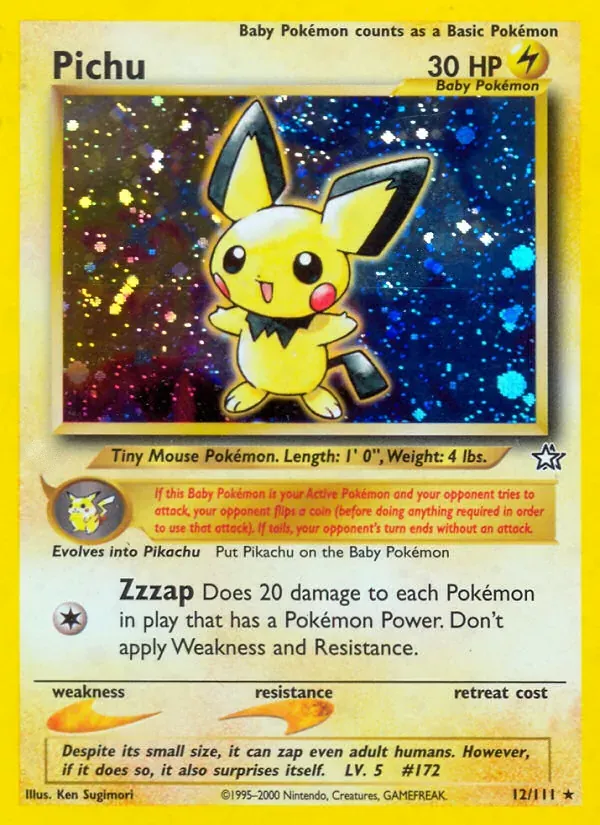 Baby Pokémon counts as a Basic Pokémon
Pichu
30 HP
Baby Pokémon
Tiny Mouse Pokémon. Length: 1' 0", Weight: 4 lbs.
If this Baby Pokémon is your Active Pokémon and your opponent tries to
attack, your opponent flips a coin (before doing anything required in order
to use that attack). If tails, your opponent's turn ends without an attack.
Evolves into Pikachu Put Pikachu on the Baby Pokémon
Zzzap Does 20 damage to each Pokémon
in play that has a Pokémon Power. Don't
apply Weakness and Resistance.
weakness resistance retreat cost
Despite its small size, it can zap even adult humans. However,
if it does so, it also surprises itself. LV. 5 #172
Illus. Ken Sugimori ©1995-2000 Nintendo, Creatures, GAMEFREAK. 12/111 ★